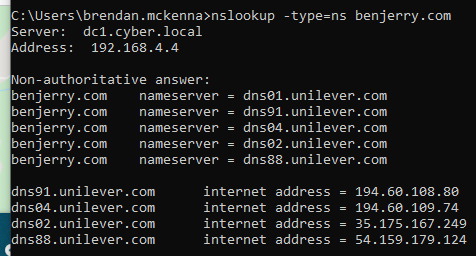 C:\Users\brendan.mckenna>nslookup -type=ns benjerry.com
Server:  dc1.cyber.local
Address:  192.168.4.4

Non-authoritative answer:
benjerry.com    nameserver = dns01.unilever.com
benjerry.com    nameserver = dns91.unilever.com
benjerry.com    nameserver = dns04.unilever.com
benjerry.com    nameserver = dns02.unilever.com
benjerry.com    nameserver = dns88.unilever.com

dns91.unilever.com      internet address = 194.60.108.80
dns04.unilever.com      internet address = 194.60.109.74
dns02.unilever.com      internet address = 35.175.167.249
dns88.unilever.com      internet address = 54.159.179.124